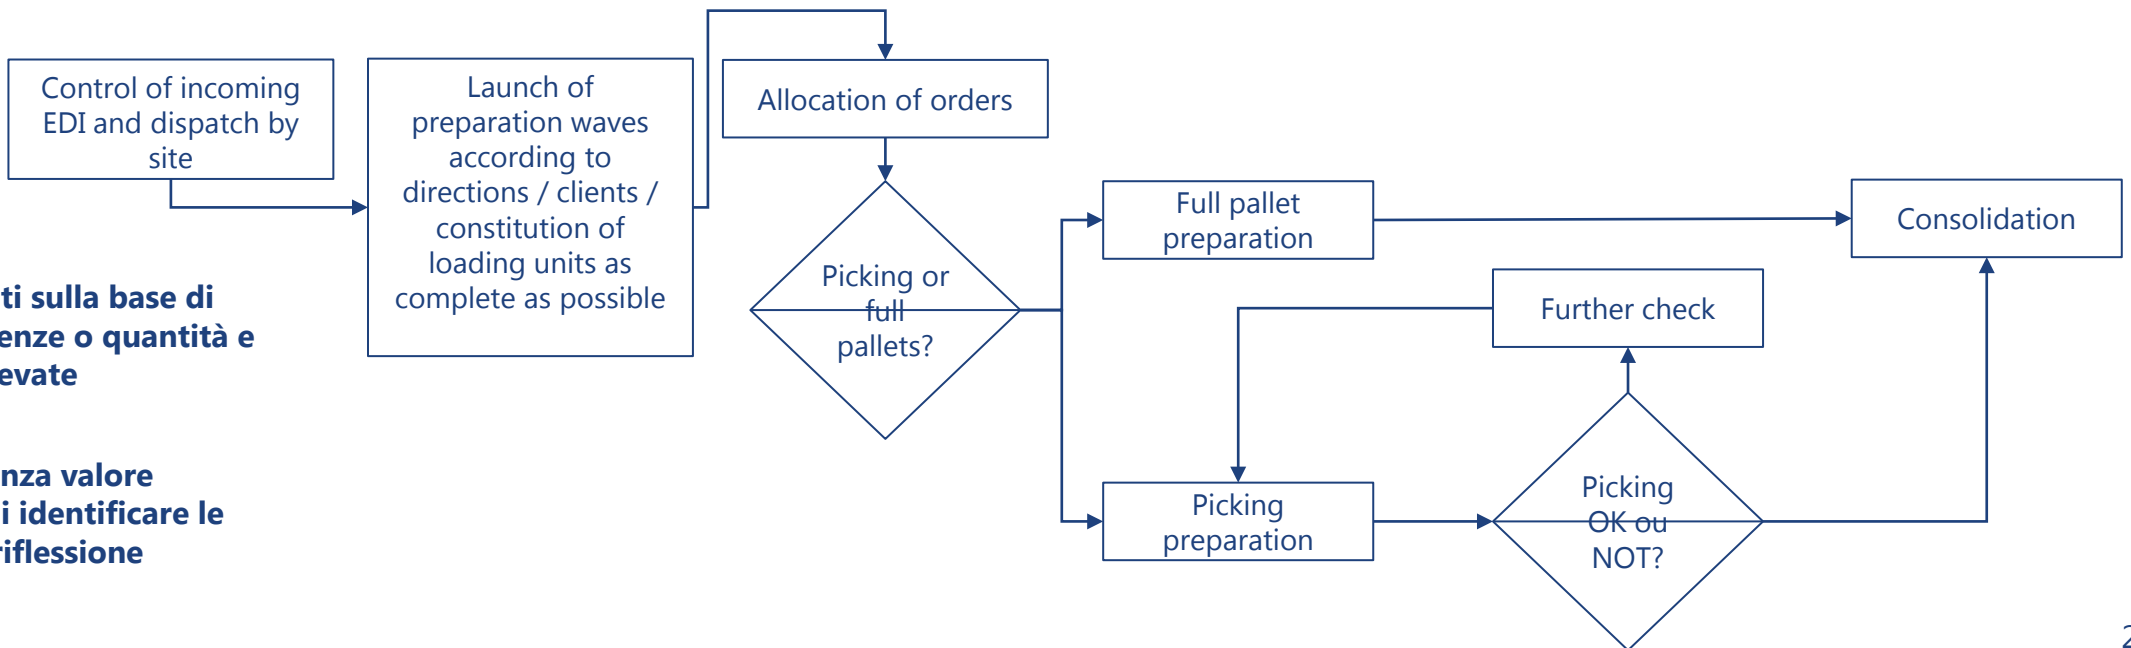 Control of incoming
EDI and dispatch by
site
Launch of
preparation waves
according to
directions / clients /
constitution of
loading units as
complete as possible
Allocation of orders
Picking or
full
pallets?
Full pallet
preparation
Consolidation
Further check
Picking
preparation
Picking
OK ou
NOT?
ti sulla base di
enze o quantità e
evate
nza valore
i identificare le
riflessione
2